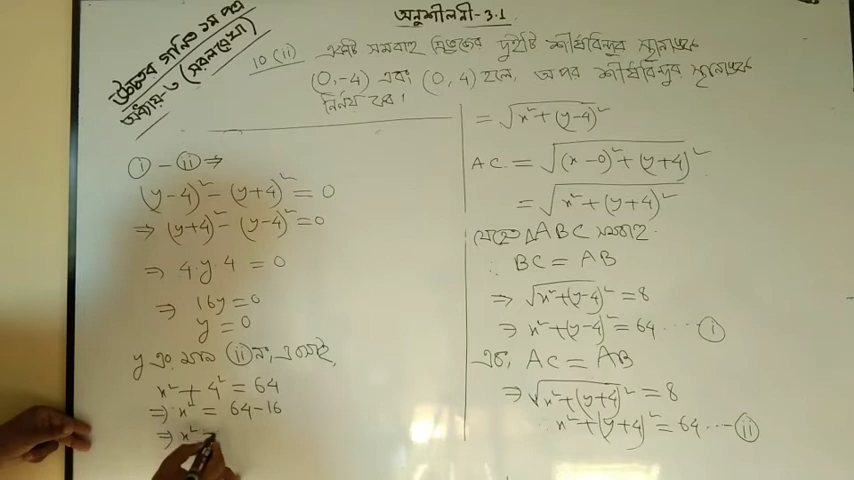 অনুশীলনী-3.1
উচ্চতর গণিত ১ম পত্র
অধ্যায়-৩ (সরলরেখা)
10 (ii) একটি সমবাহু ত্রিভুজের দুইটি শীর্ষবিন্দুর স্থানাঙ্ক
(0,-4) এবং (0, 4) হলে, অপর শীর্ষবিন্দুর স্থানাঙ্ক
নির্ণয় কর।
(i) - (ii) ⇒
(y-4)² - (y+4)² = 0
⇒ (y+4)² - (y-4)² = 0
⇒ 4.y.4 = 0
⇒ 16y = 0
y = 0
y এর মান (ii) নং এ বসাই,
x² + 4² = 64
⇒ x² = 64-16
⇒ x² =
= √x² + (y-4)²
AC = √(x-0)² + (y+4)²
= √x² + (y+4)²
যেহেতু ΔABC সমবাহু.
∴ BC = AB
⇒ √x²+(y-4)² = 8
⇒ x²+(y-4)² = 64 ---- (i)
এবং, AC = AB
⇒ √x²+(y+4)² = 8
∴ x²+(y+4)² = 64 --- (ii)